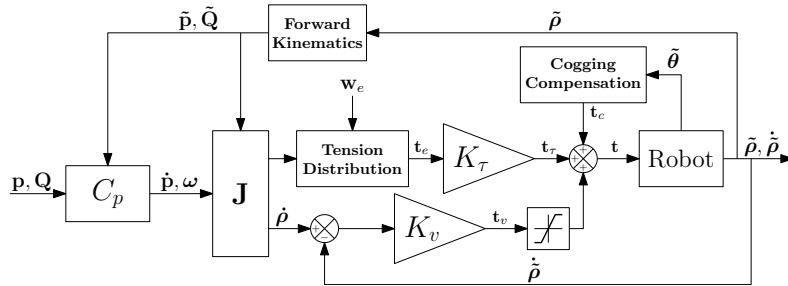 p̃, Q̃
Forward
Kinematics
ρ̃
Cogging
Compensation
θ̃
w_e
t_c
Tension
Distribution
t_e
K_τ
t_τ
+
+
+
t
Robot
ρ̃, ρ̃̇
p, Q
C_p
ṗ, ω
J
ρ̇
+
−
K_v
t_v
ρ̃̇